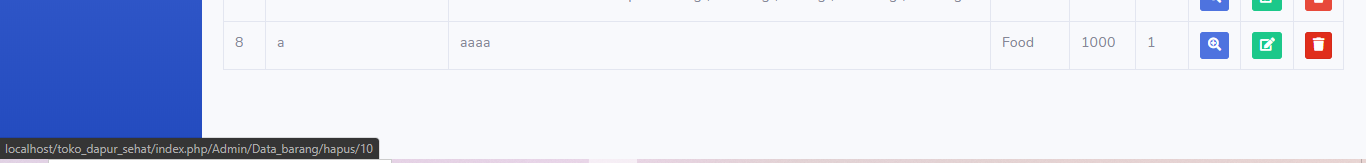 8 a aaaa Food 1000 1
localhost/toko_dapur_sehat/index.php/Admin/Data_barang/hapus/10